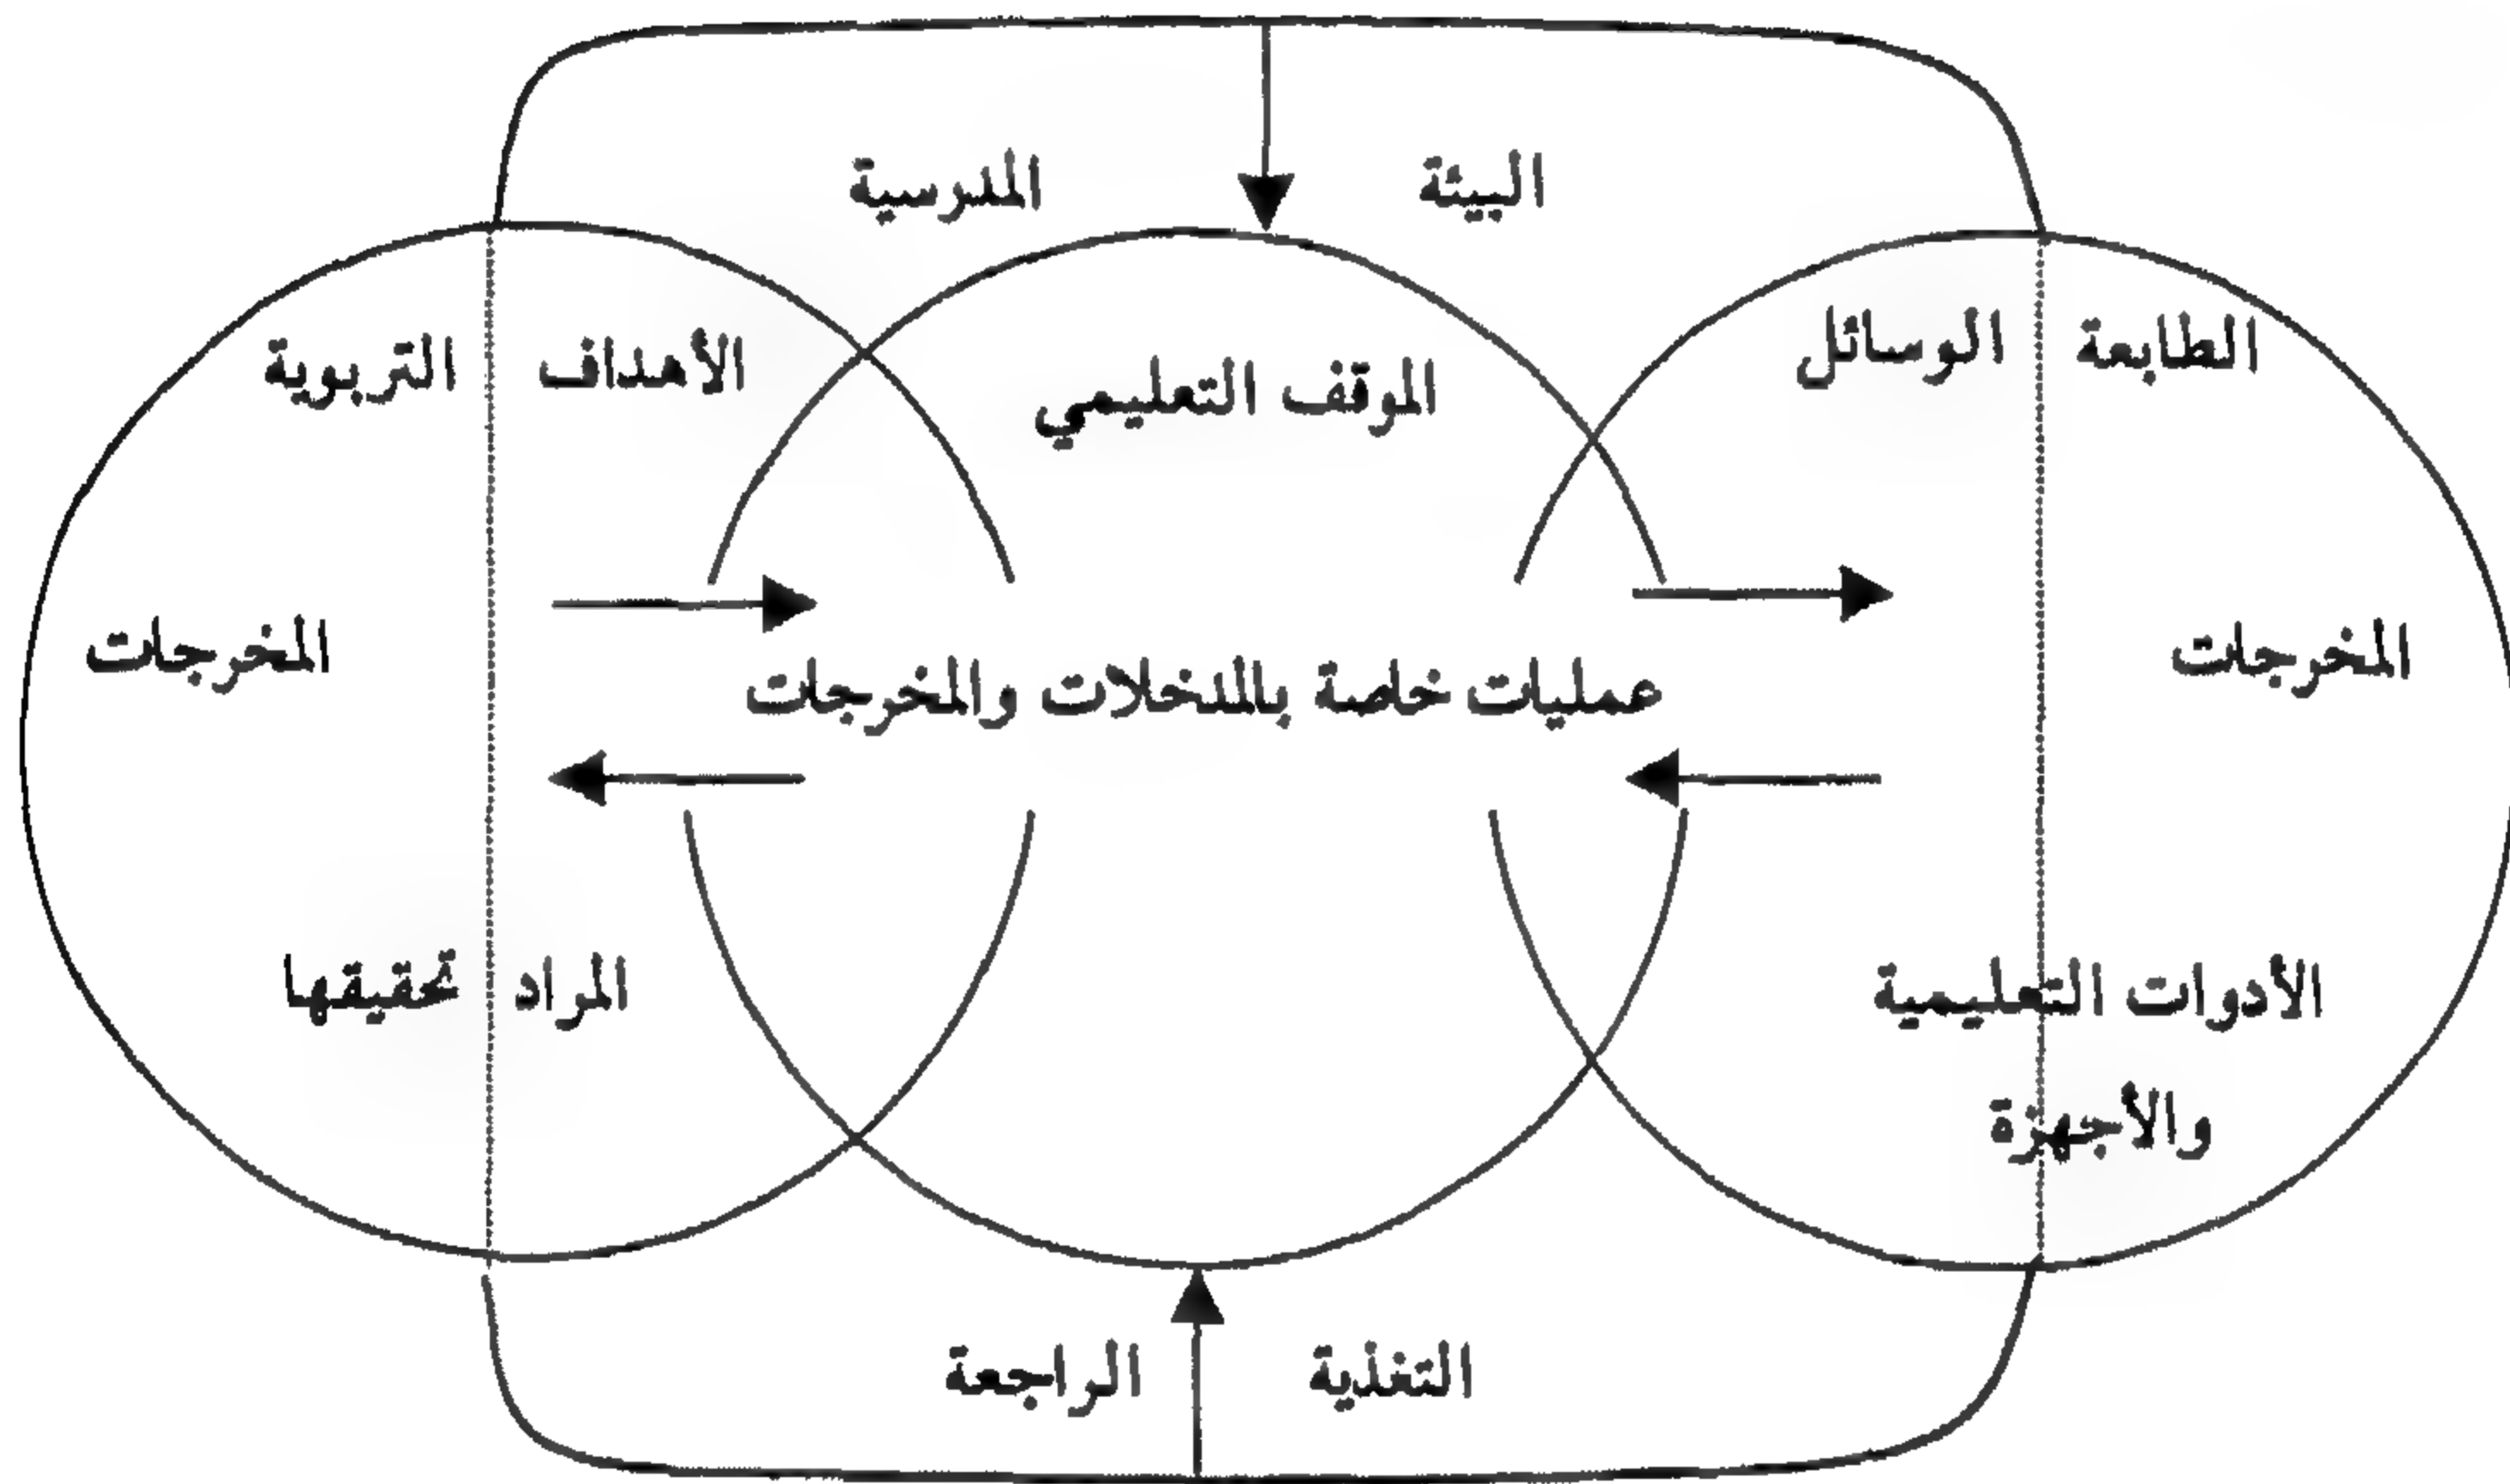 البيئة المدرسية
الطابعة الوسائل
الموقف التعليمي
الأهداف التربوية
المخرجات
عمليات خاصة بالمدخلات والمخرجات
المخرجات
الأدوات التعليمية
والأجهزة
المراد تحقيقها
التغذية الراجعة